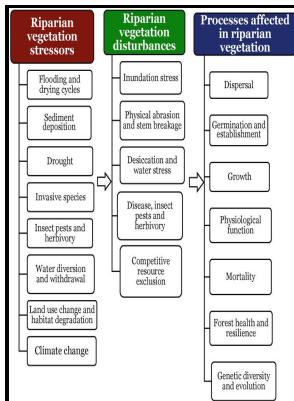 Riparian
vegetation
stressors
Flooding and
drying cycles
Sediment
deposition
Drought
Invasive species
Insect pests and
herbivory
Water diversion
and withdrawal
Land use change and
habitat degradation
Climate change
Riparian
vegetation
disturbances
Inundation stress
Physical abrasion
and stem breakage
Desiccation and
water stress
Disease, insect
pests and
herbivory
Competitive
resource
exclusion
Processes affected
in riparian
vegetation
Dispersal
Germination and
establishment
Growth
Physiological
function
Mortality
Forest health and
resilience
Genetic diversity
and evolution